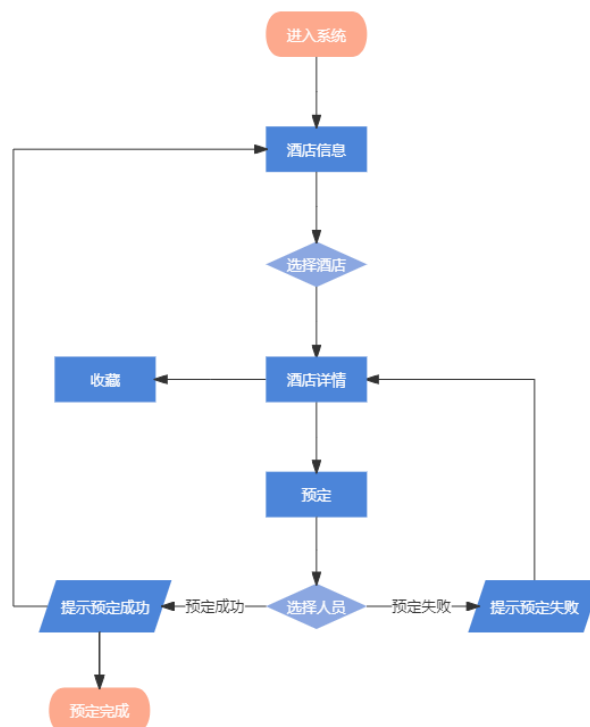 进入系统
酒店信息
选择酒店
收藏
酒店详情
预定
提示预定成功
预定成功
选择人员
预定失败
提示预定失败
预定完成